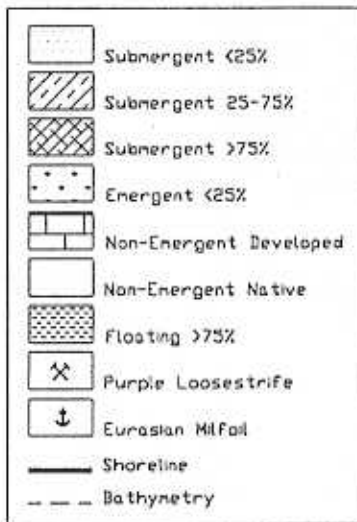 Submergent <25%
Submergent 25-75%
Submergent >75%
Emergent <25%
Non-Emergent Developed
Non-Emergent Native
Floating >75%
Purple Loosestrife
Eurasian Milfoil
Shoreline
Bathymetry